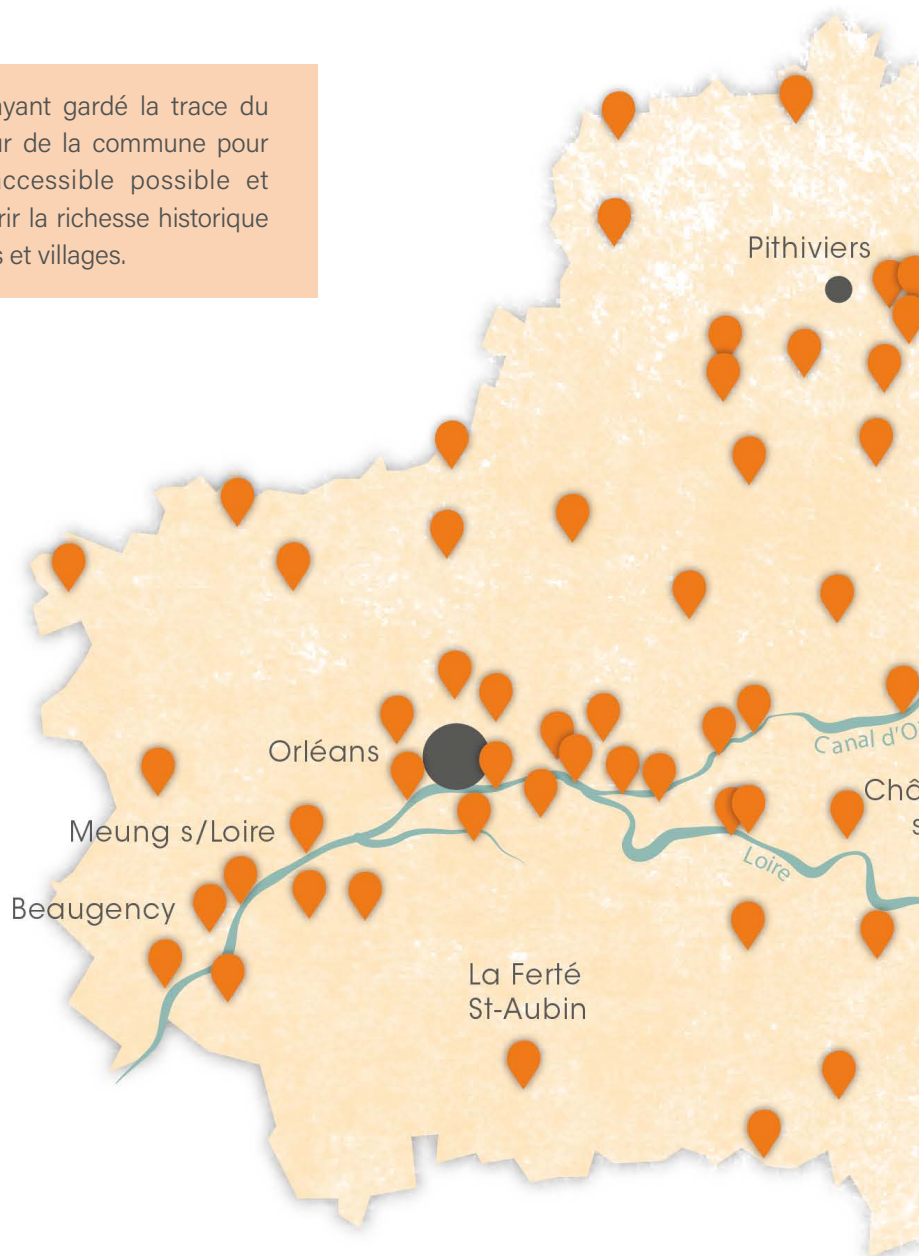 ayant gardé la trace du
ur de la commune pour
accessible possible et
rir la richesse historique
s et villages.
Pithiviers
Orléans
Canal d'O
Châ
s
Meung s/Loire
Loire
Beaugency
La Ferté
St-Aubin